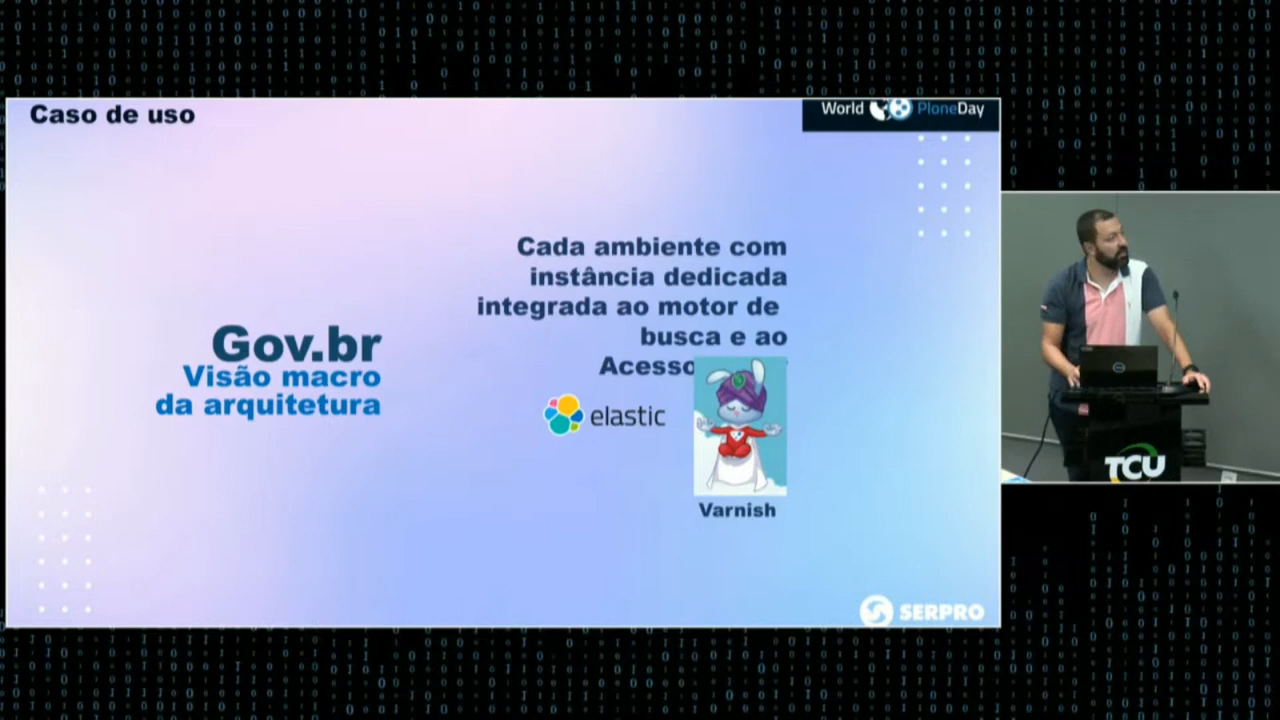 Caso de uso
World PloneDay
Cada ambiente com
instância dedicada
integrada ao motor de
busca e ao
Acesso
Gov.br
Visão macro
da arquitetura
elastic
Varnish
SERPRO
TCU